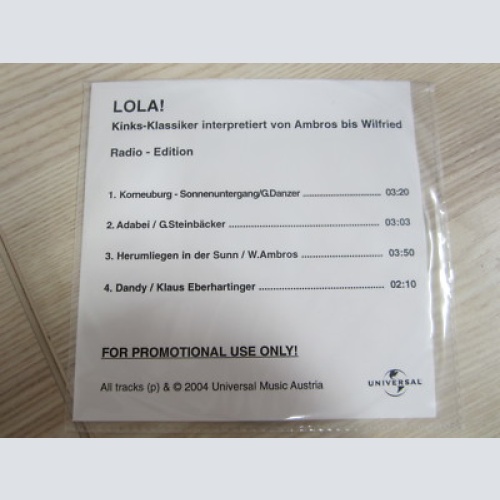 LOLA!
Kinks-Klassiker interpretiert von Ambros bis Wilfried
Radio - Edition
1. Korneuburg - Sonnenuntergang/G.Danzer ........................... 03:20
2. Adabei / G.Steinbäcker ................................................... 03:03
3. Herumliegen in der Sunn / W.Ambros ............................ 03:50
4. Dandy / Klaus Eberhartinger .......................................... 02:10
FOR PROMOTIONAL USE ONLY!
All tracks (p) & © 2004 Universal Music Austria
UNIVERSAL